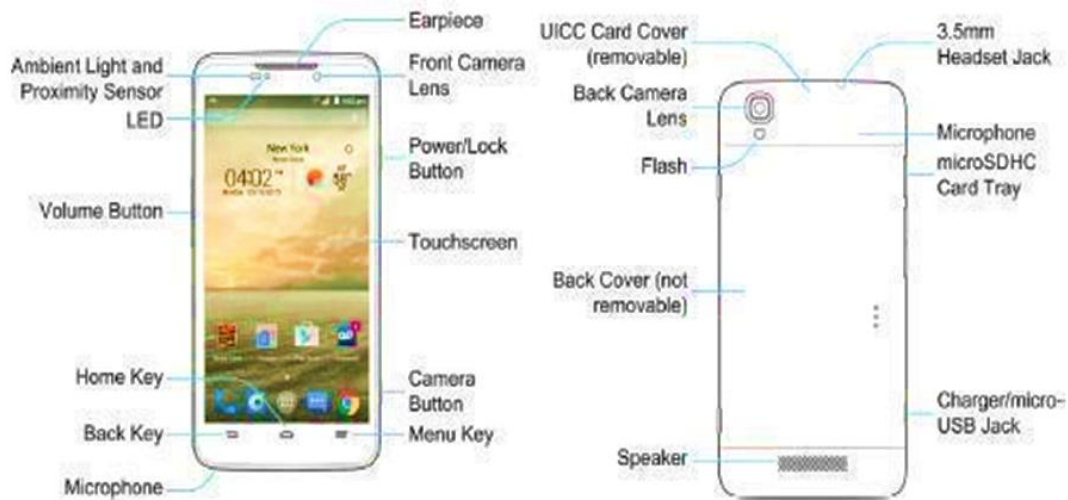 Earpiece
Ambient Light and
Proximity Sensor
Front Camera
Lens
LED
Power/Lock
Button
Volume Button
Touchscreen
Home Key
Camera
Button
Back Key
Menu Key
Microphone
New York
04:02
UICC Card Cover
(removable)
3.5mm
Headset Jack
Back Camera
Lens
Microphone
Flash
microSDHC
Card Tray
Back Cover (not
removable)
Charger/micro-
USB Jack
Speaker